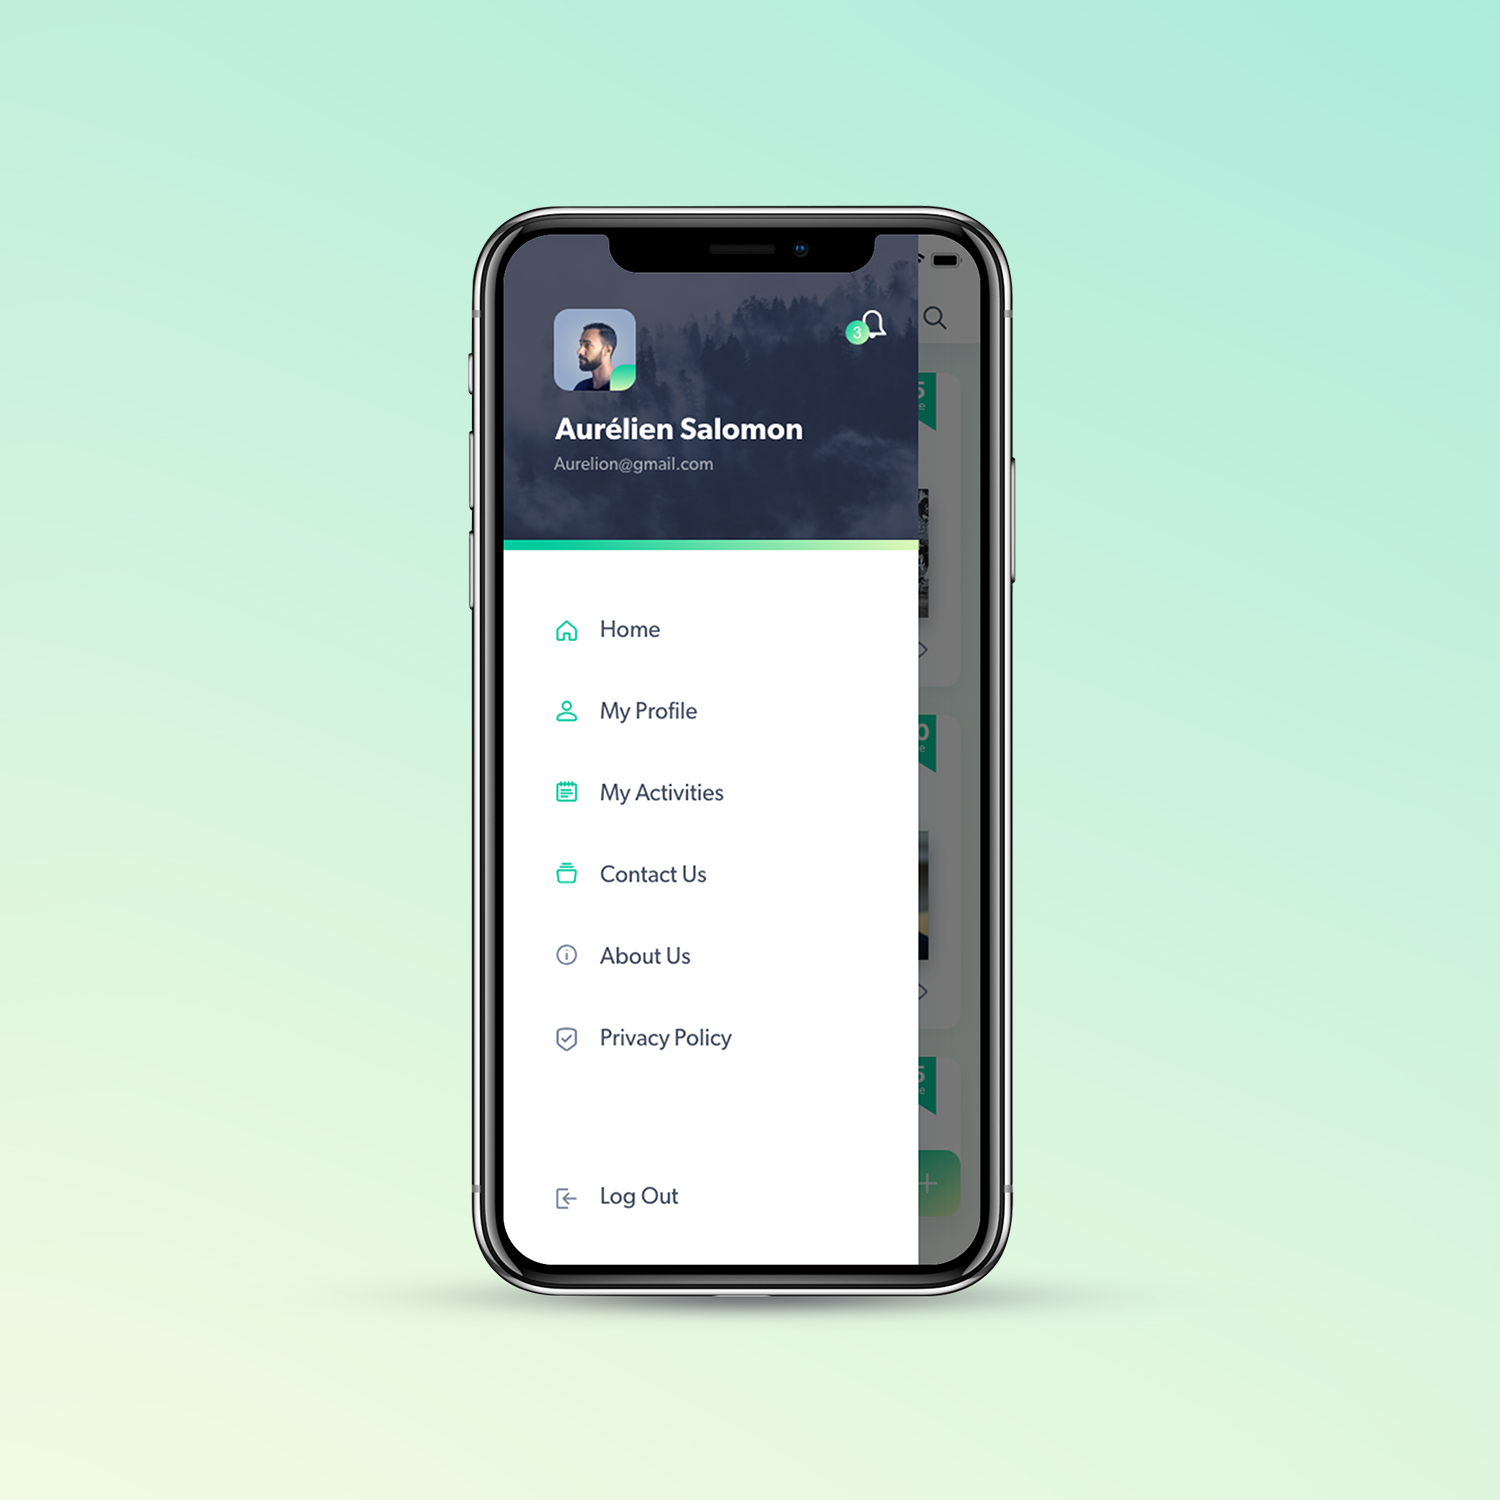 3
Aurélien Salomon
Aurelion@gmail.com
Home
My Profile
My Activities
Contact Us
About Us
Privacy Policy
Log Out